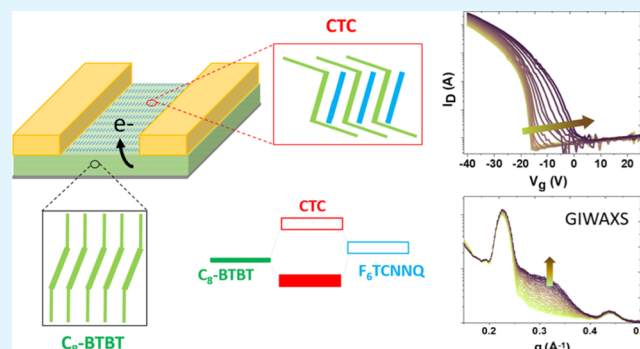 CTC
e-
C₈-BTBT
CTC
C₈-BTBT
F₆TCNNQ
I_D (A)
-40 -30 -20 -10 0 10 20
V_g (V)
GIWAXS
0.2 0.3 0.4
q (A⁻¹)